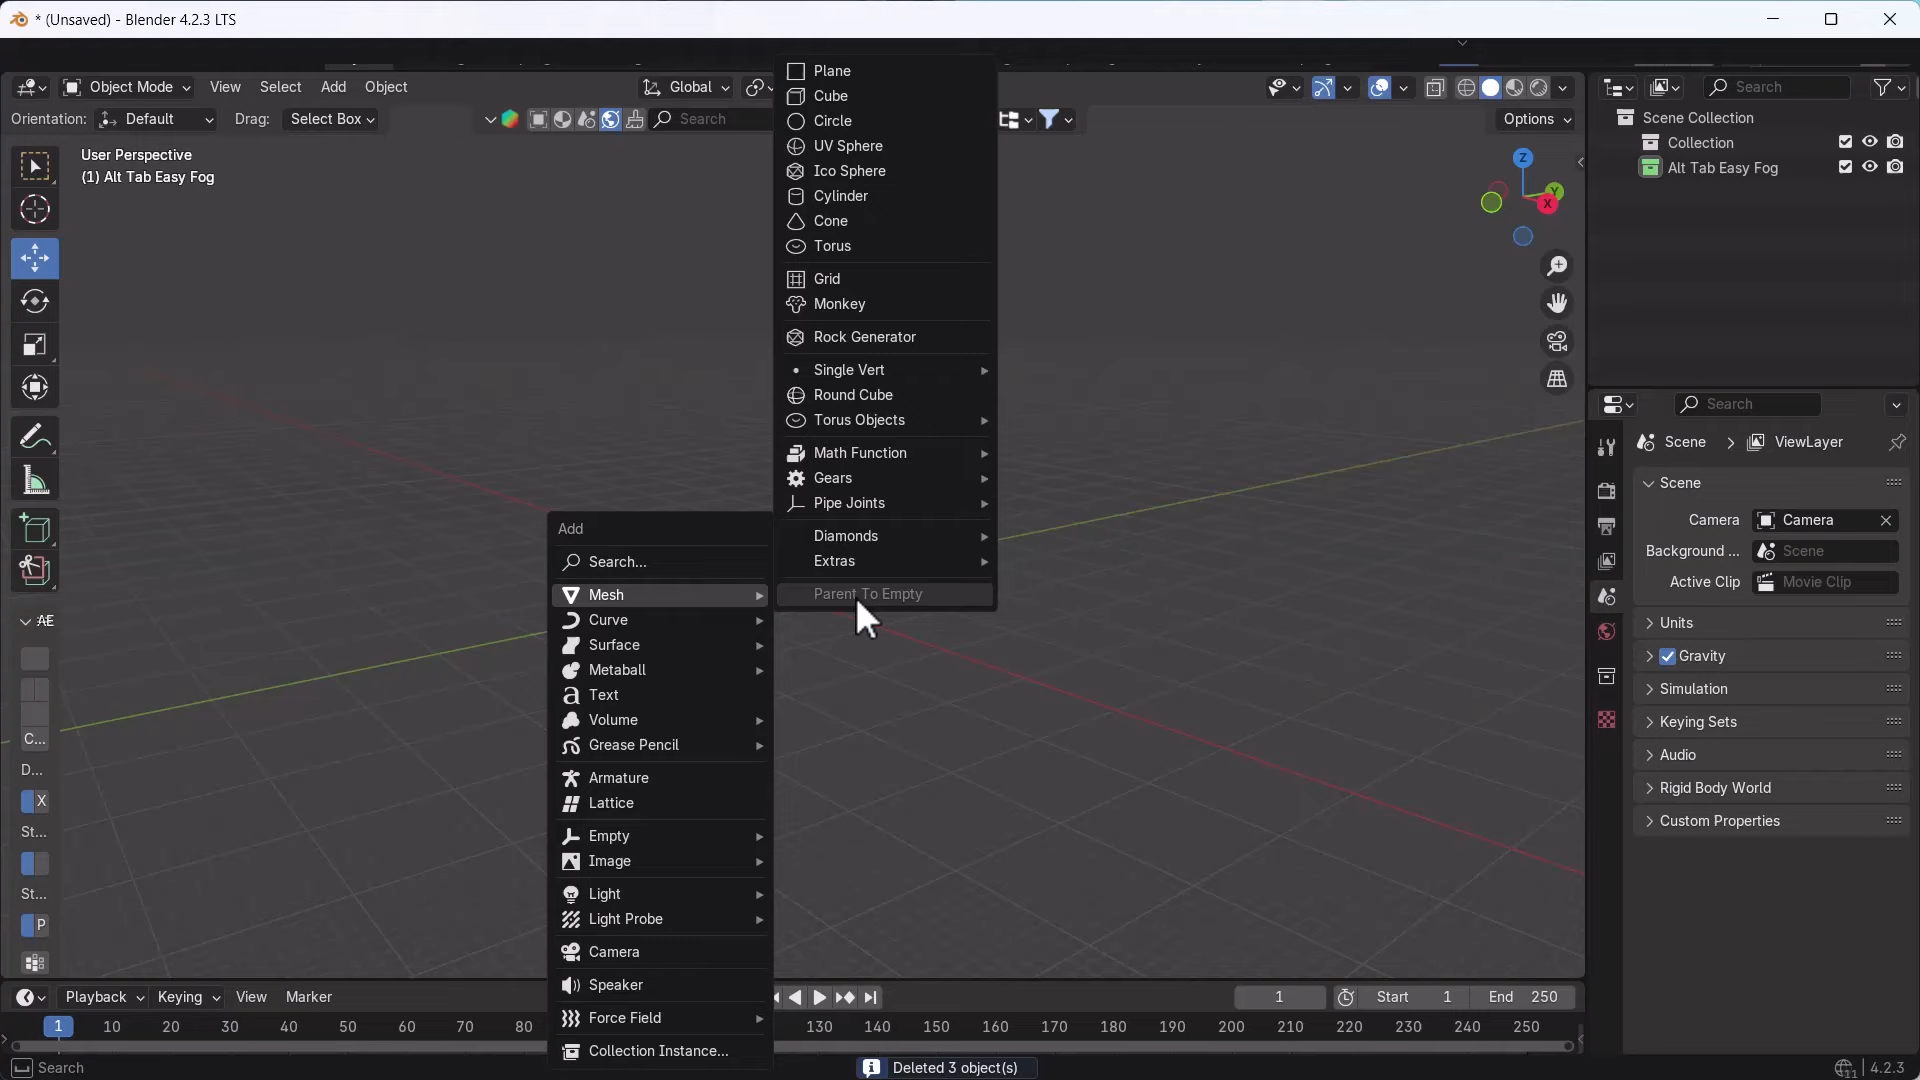 * (Unsaved) - Blender 4.2.3 LTS
Object Mode View Select Add Object Global
Orientation: Default Drag: Select Box Search Options
User Perspective
(1) Alt Tab Easy Fog
Plane
Cube
Circle
UV Sphere
Ico Sphere
Cylinder
Cone
Torus
Grid
Monkey
Rock Generator
Single Vert
Round Cube
Torus Objects
Math Function
Gears
Pipe Joints
Diamonds
Extras
Parent To Empty
Add
Search...
Mesh
Curve
Surface
Metaball
Text
Volume
Grease Pencil
Armature
Lattice
Empty
Image
Light
Light Probe
Camera
Speaker
Force Field
Collection Instance...
Z
Y
X
AE
C...
D...
X
St...
St...
P
Search
Scene Collection
Collection
Alt Tab Easy Fog
Search
Scene > ViewLayer
Scene
Camera Camera
Background ... Scene
Active Clip Movie Clip
Units
Gravity
Simulation
Keying Sets
Audio
Rigid Body World
Custom Properties
Playback Keying View Marker 1 Start 1 End 250
1 10 20 30 40 50 60 70 80 130 140 150 160 170 180 190 200 210 220 230 240 250
Search Deleted 3 object(s) 11 4.2.3